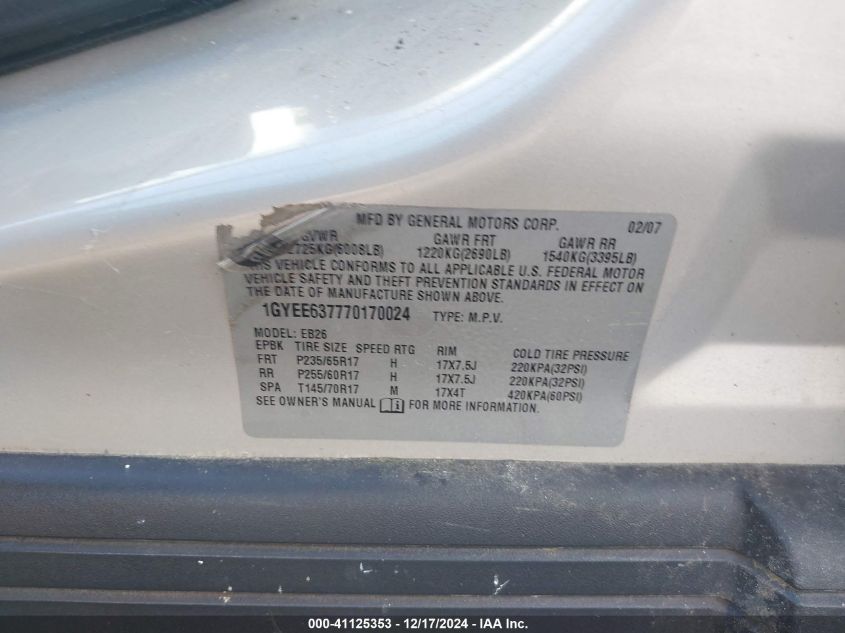 MFD BY GENERAL MOTORS CORP. 02/07
GVWR GAWR FRT GAWR RR
2725KG(6008LB) 1220KG(2690LB) 1540KG(3395LB)
THIS VEHICLE CONFORMS TO ALL APPLICABLE U.S. FEDERAL MOTOR
VEHICLE SAFETY AND THEFT PREVENTION STANDARDS IN EFFECT ON
THE DATE OF MANUFACTURE SHOWN ABOVE.
1GYEE637770170024 TYPE: M.P.V.
MODEL: EB26
EPBK TIRE SIZE SPEED RTG RIM COLD TIRE PRESSURE
FRT P235/65R17 H 17X7.5J 220KPA(32PSI)
RR P255/60R17 H 17X7.5J 220KPA(32PSI)
SPA T145/70R17 M 17X4T 420KPA(60PSI)
SEE OWNER'S MANUAL i FOR MORE INFORMATION.
000-41125353 - 12/17/2024 - IAA Inc.